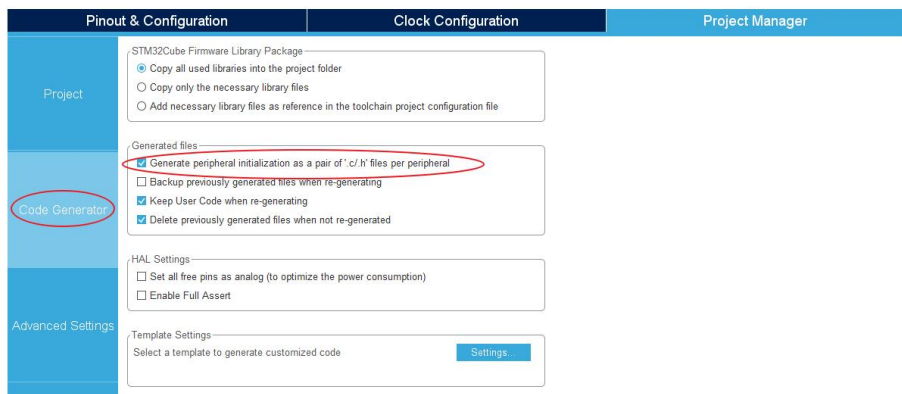 Pinout & Configuration
Clock Configuration
Project Manager
Project
Code Generator
Advanced Settings
STM32Cube Firmware Library Package
Copy all used libraries into the project folder
Copy only the necessary library files
Add necessary library files as reference in the toolchain project configuration file
Generated files
Generate peripheral initialization as a pair of '.c/.h' files per peripheral
Backup previously generated files when re-generating
Keep User Code when re-generating
Delete previously generated files when not re-generated
HAL Settings
Set all free pins as analog (to optimize the power consumption)
Enable Full Assert
Template Settings
Select a template to generate customized code
Settings...